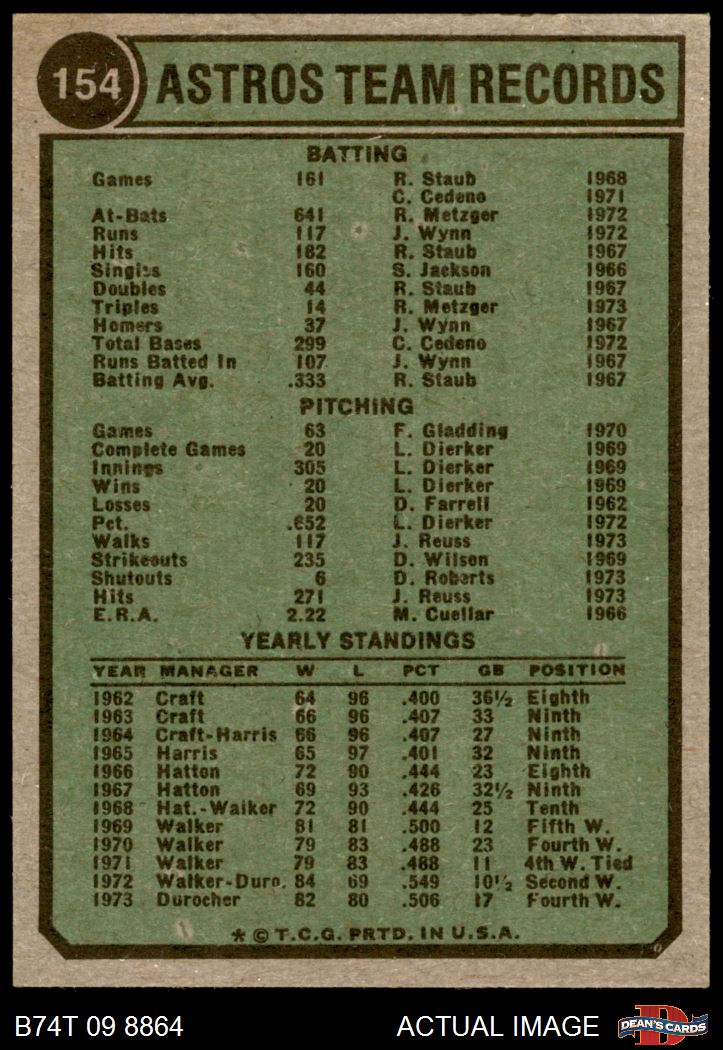 154 ASTROS TEAM RECORDS
BATTING
Games 161 R. Staub 1968
C. Cedeno 1971
At-Bats 641 R. Metzger 1972
Runs 117 J. Wynn 1972
Hits 182 R. Staub 1967
Singles 160 S. Jackson 1966
Doubles 44 R. Staub 1967
Triples 14 R. Metzger 1973
Homers 37 J. Wynn 1967
Total Bases 299 C. Cedeno 1972
Runs Batted In 107 J. Wynn 1967
Batting Avg. .333 R. Staub 1967
PITCHING
Games 63 F. Gladding 1970
Complete Games 20 L. Dierker 1969
Innings 305 L. Dierker 1969
Wins 20 L. Dierker 1969
Losses 20 D. Farrell 1962
Pct. .652 L. Dierker 1972
Walks 117 J. Reuss 1973
Strikeouts 235 D. Wilson 1969
Shutouts 6 D. Roberts 1973
Hits 271 J. Reuss 1973
E.R.A. 2.22 M. Cuellar 1966
YEARLY STANDINGS
YEAR MANAGER W L PCT GB POSITION
1962 Craft 64 96 .400 36½ Eighth
1963 Craft 66 96 .407 33 Ninth
1964 Craft-Harris 66 96 .407 27 Ninth
1965 Harris 65 97 .401 32 Ninth
1966 Hatton 72 90 .444 23 Eighth
1967 Hatton 69 93 .426 32½ Ninth
1968 Hat.-Walker 72 90 .444 25 Tenth
1969 Walker 81 81 .500 12 Fifth W.
1970 Walker 79 83 .488 23 Fourth W.
1971 Walker 79 83 .488 11 4th W. Tied
1972 Walker-Duro. 84 69 .549 10½ Second W.
1973 Durocher 82 80 .506 17 Fourth W.
* © T.C.G. PRTD. IN U.S.A.
B74T 09 8864 ACTUAL IMAGE DEAN'S CARDS